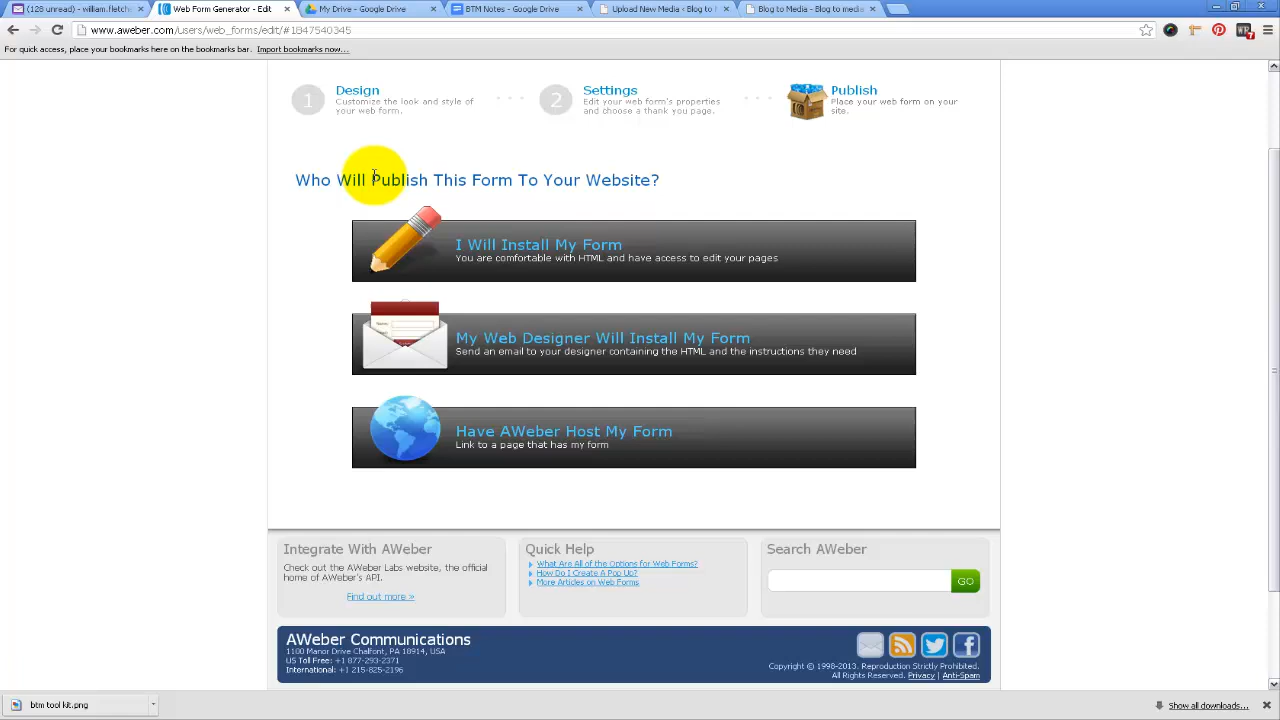 (128 unread) - william.fletch
Web Form Generator - Edit
My Drive - Google Drive
BTM Notes - Google Drive
Upload New Media ‹ Blog to
Blog to Media - Blog to medi
www.aweber.com/users/web_forms/edit/#1847540345
For quick access, place your bookmarks here on the bookmarks bar. Import bookmarks now...
1
Design
Customize the look and style of
your web form.
2
Settings
Edit your web form's properties
and choose a thank you page.
Publish
Place your web form on your
site.
Who Will Publish This Form To Your Website?
I Will Install My Form
You are comfortable with HTML and have access to edit your pages
My Web Designer Will Install My Form
Send an email to your designer containing the HTML and the instructions they need
Have AWeber Host My Form
Link to a page that has my form
Integrate With AWeber
Check out the AWeber Labs website, the official
home of AWeber's API.
Find out more »
Quick Help
What Are All of the Options for Web Forms?
How Do I Create A Pop Up?
More Articles on Web Forms
Search AWeber
GO
AWeber Communications
1100 Manor Drive Chalfont, PA 18914, USA
US Toll Free: +1 877-293-2371
International: +1 215-825-2196
Copyright © 1998-2013. Reproduction Strictly Prohibited.
All Rights Reserved. Privacy | Anti-Spam
btm tool kit.png
Show all downloads...